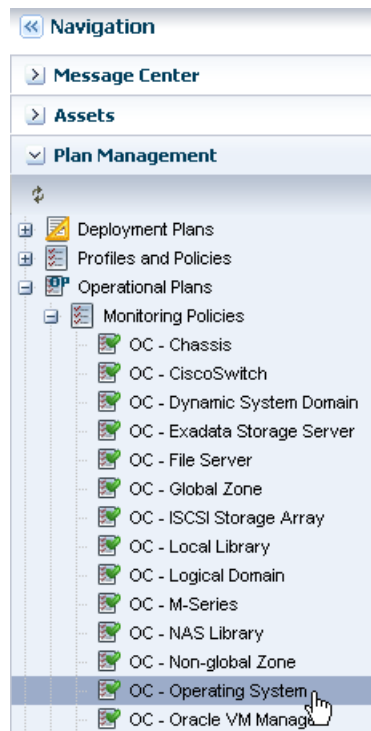 Navigation
Message Center
Assets
Plan Management
Deployment Plans
Profiles and Policies
Operational Plans
Monitoring Policies
OC - Chassis
OC - CiscoSwitch
OC - Dynamic System Domain
OC - Exadata Storage Server
OC - File Server
OC - Global Zone
OC - ISCSI Storage Array
OC - Local Library
OC - Logical Domain
OC - M-Series
OC - NAS Library
OC - Non-global Zone
OC - Operating System
OC - Oracle VM Manage